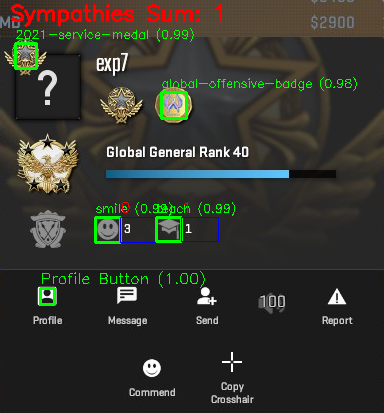 Sympathies Sum: 1
$2900
2021-service-medal (0.99)
?
exp7
global-offensive-badge (0.98)
Global General Rank 40
smile (0.99)
teach (0.99)
3
1
Profile Button (1.00)
100
Profile
Message
Send
Report
Commend
Copy
Crosshair